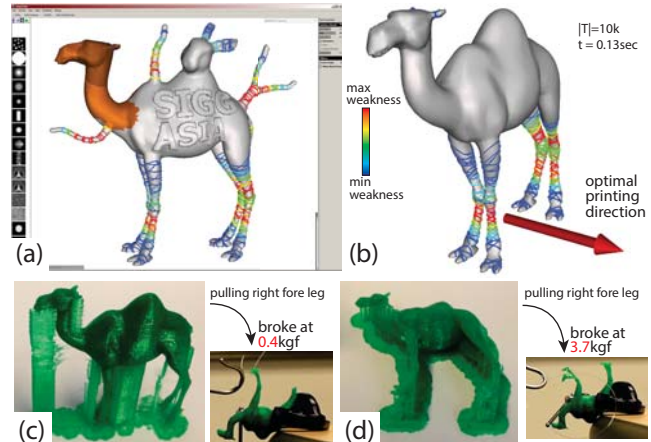 SIGG
ASIA
(a)
|T|=10k
t = 0.13sec
max
weakness
min
weakness
optimal
printing
direction
(b)
pulling right fore leg
broke at
0.4kgf
(c)
pulling right fore leg
broke at
3.7kgf
(d)